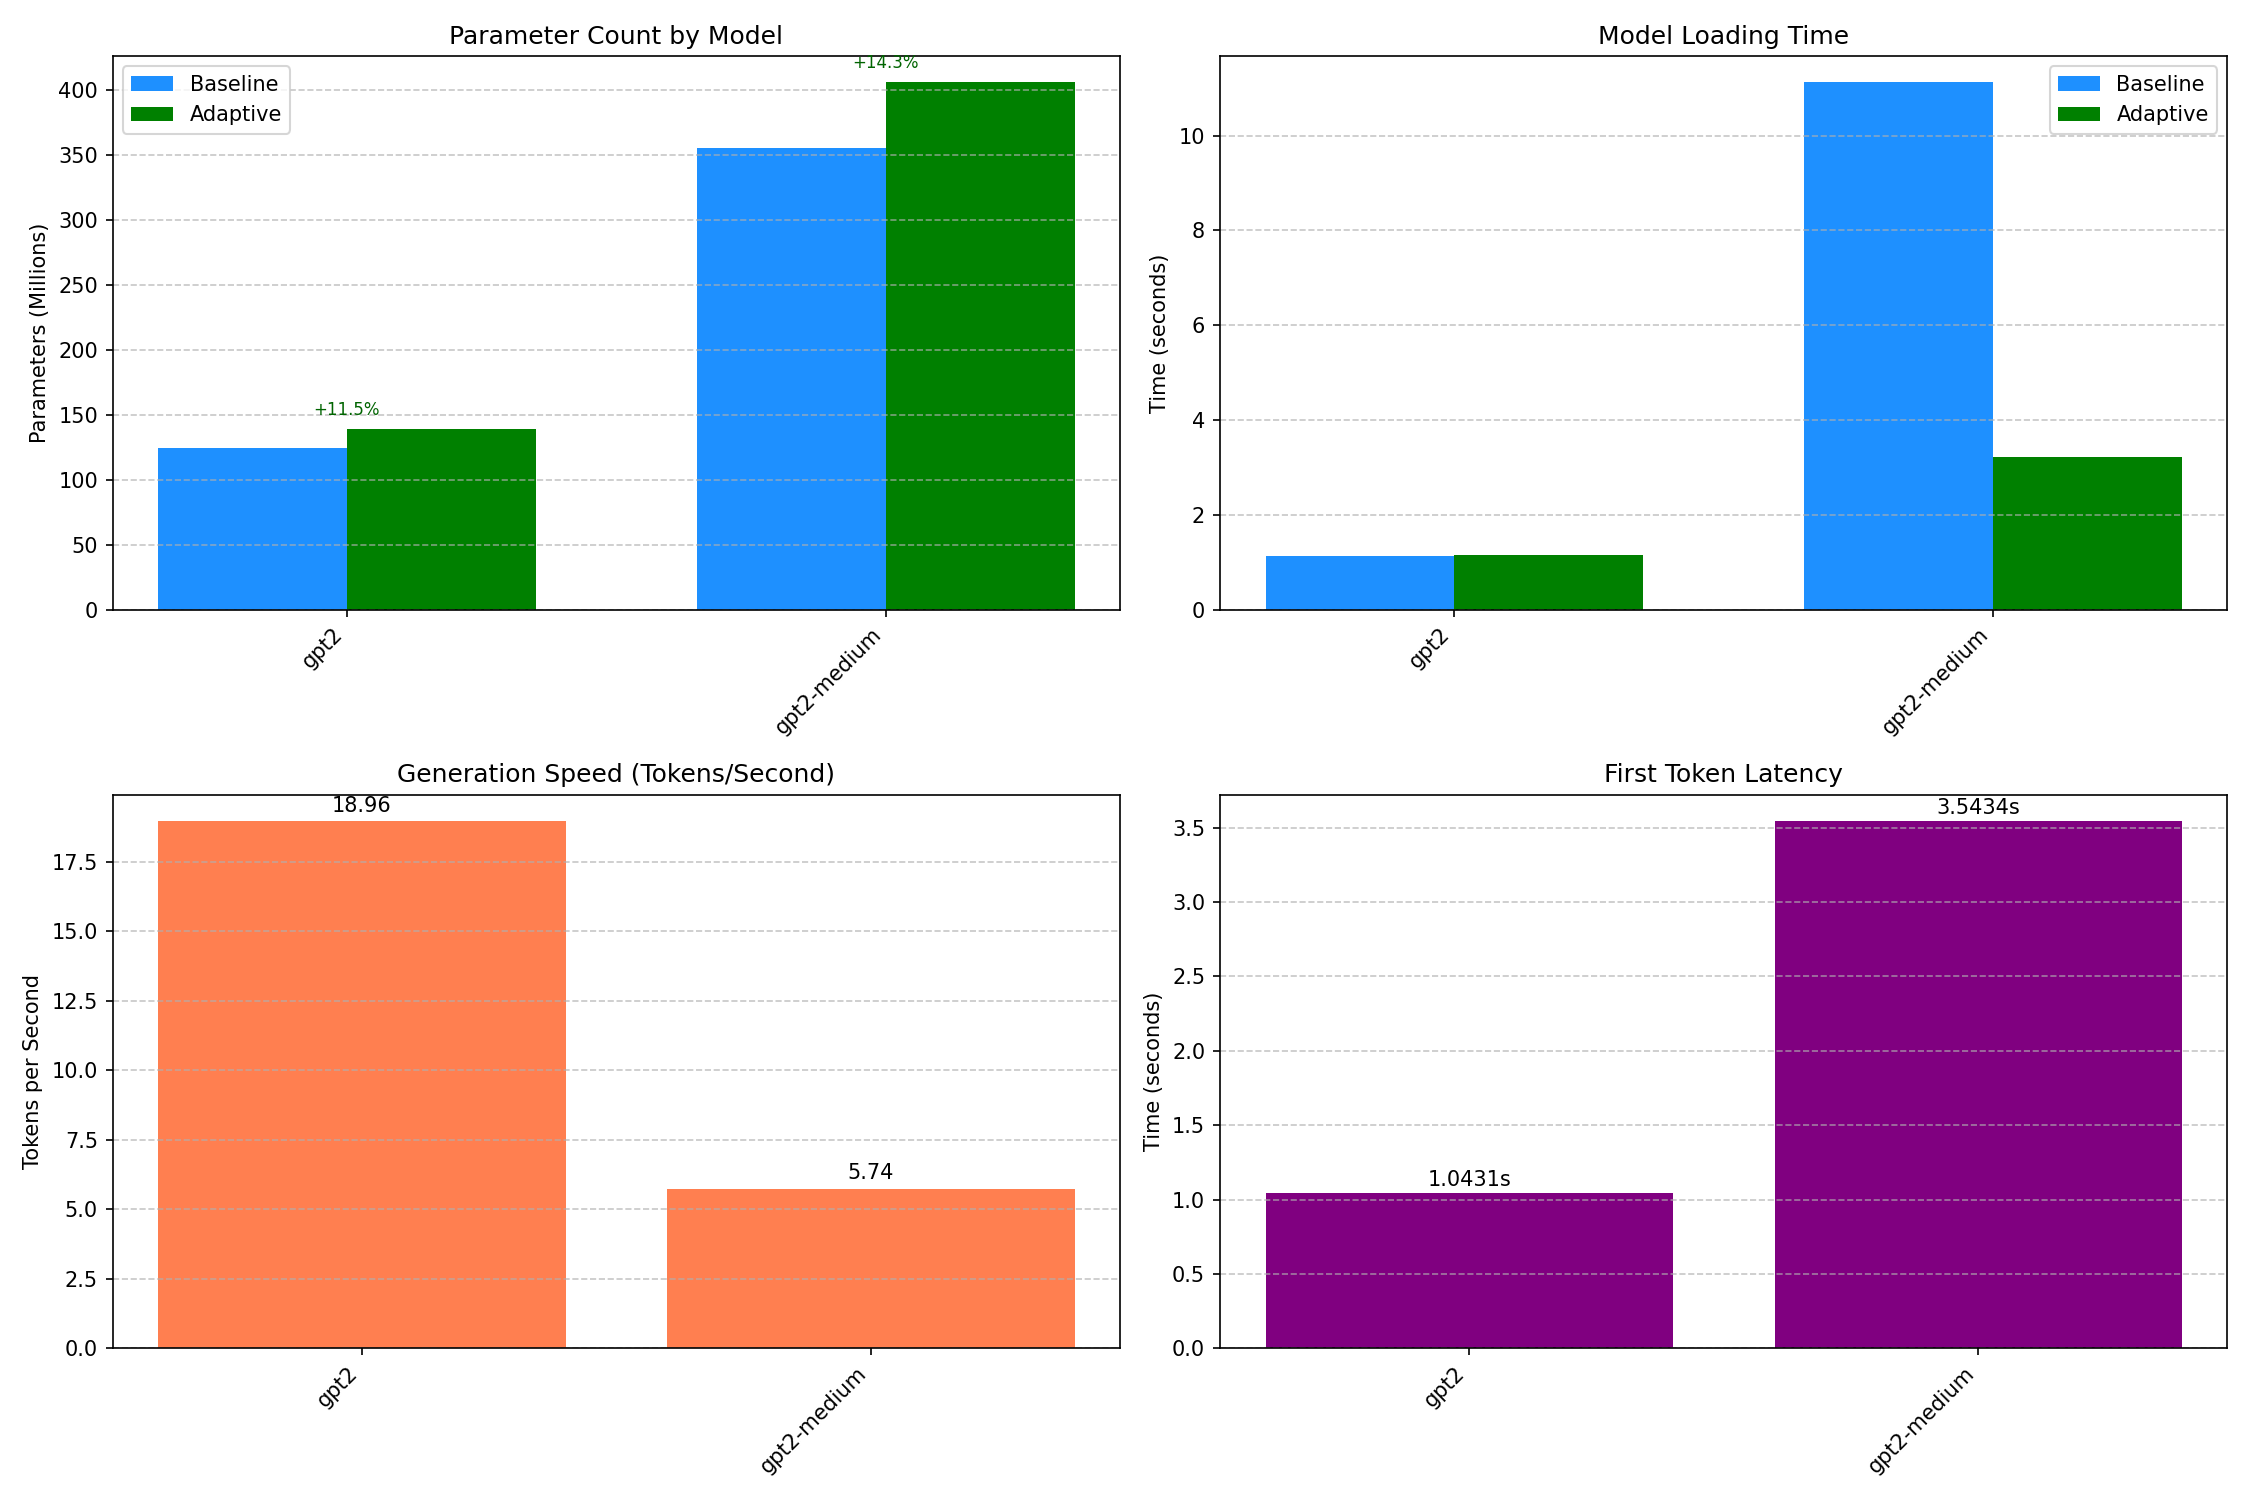 Parameter Count by Model
Parameters (Millions)
400
350
300
250
200
150
100
50
0
Baseline
Adaptive
+11.5%
+14.3%
gpt2
gpt2-medium
Model Loading Time
Time (seconds)
10
8
6
4
2
0
Baseline
Adaptive
gpt2
gpt2-medium
Generation Speed (Tokens/Second)
Tokens per Second
17.5
15.0
12.5
10.0
7.5
5.0
2.5
0.0
18.96
5.74
gpt2
gpt2-medium
First Token Latency
Time (seconds)
3.5
3.0
2.5
2.0
1.5
1.0
0.5
0.0
1.0431s
3.5434s
gpt2
gpt2-medium